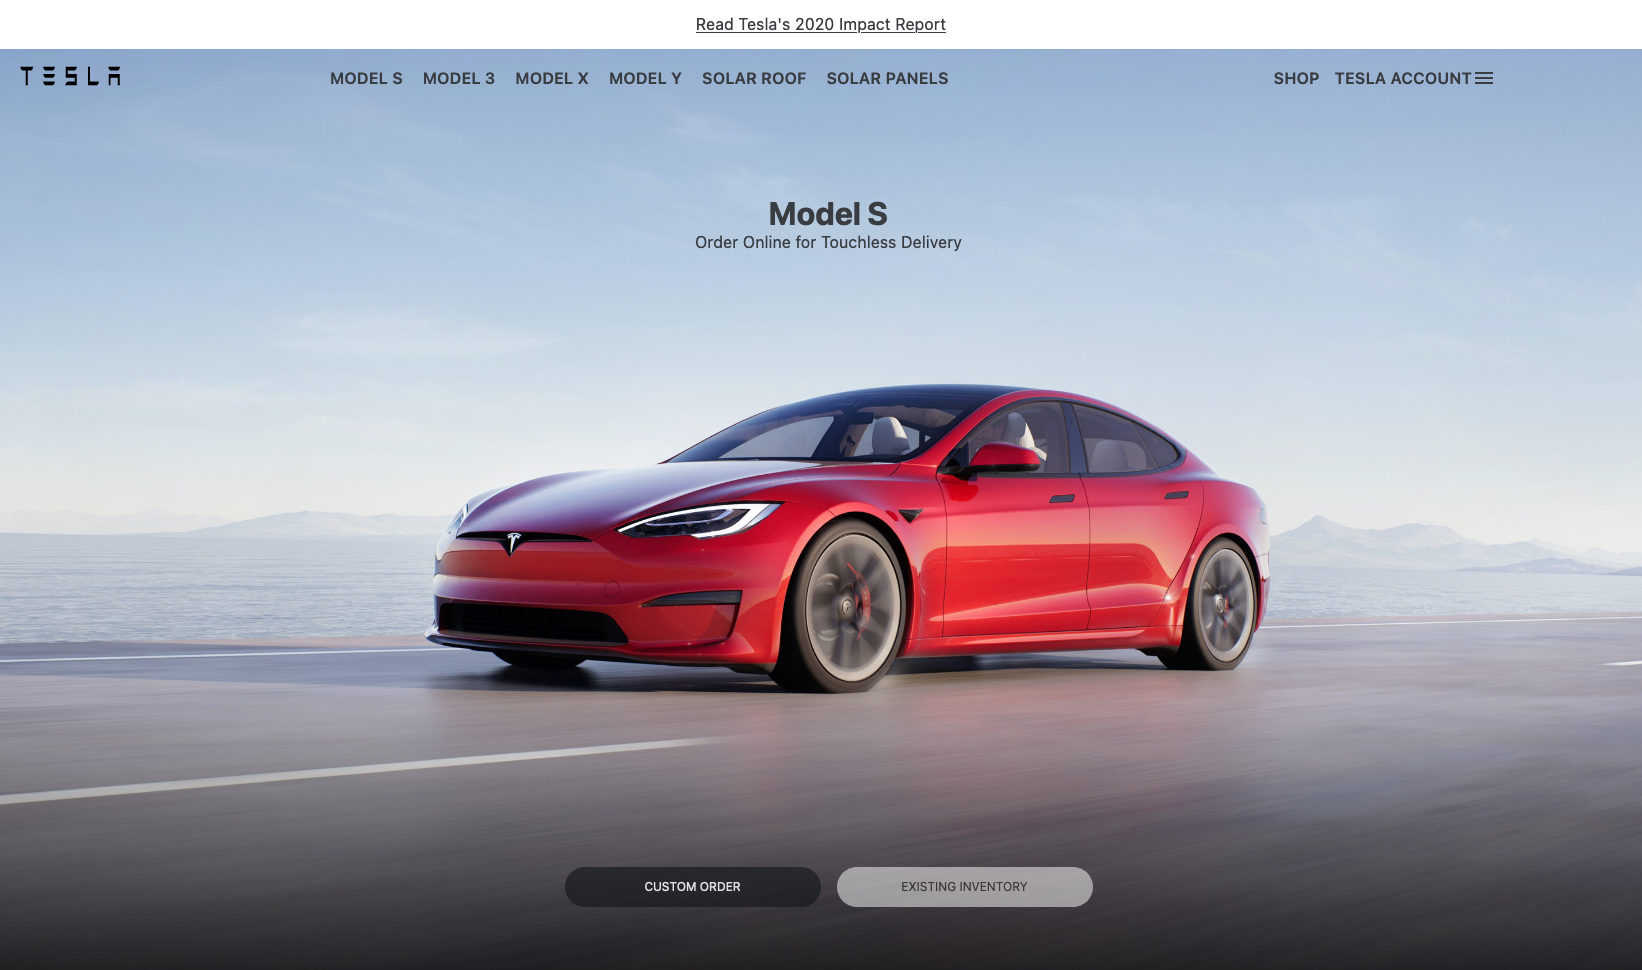 Read Tesla's 2020 Impact Report
TESLA
MODEL S MODEL 3 MODEL X MODEL Y SOLAR ROOF SOLAR PANELS SHOP TESLA ACCOUNT
Model S
Order Online for Touchless Delivery
CUSTOM ORDER EXISTING INVENTORY